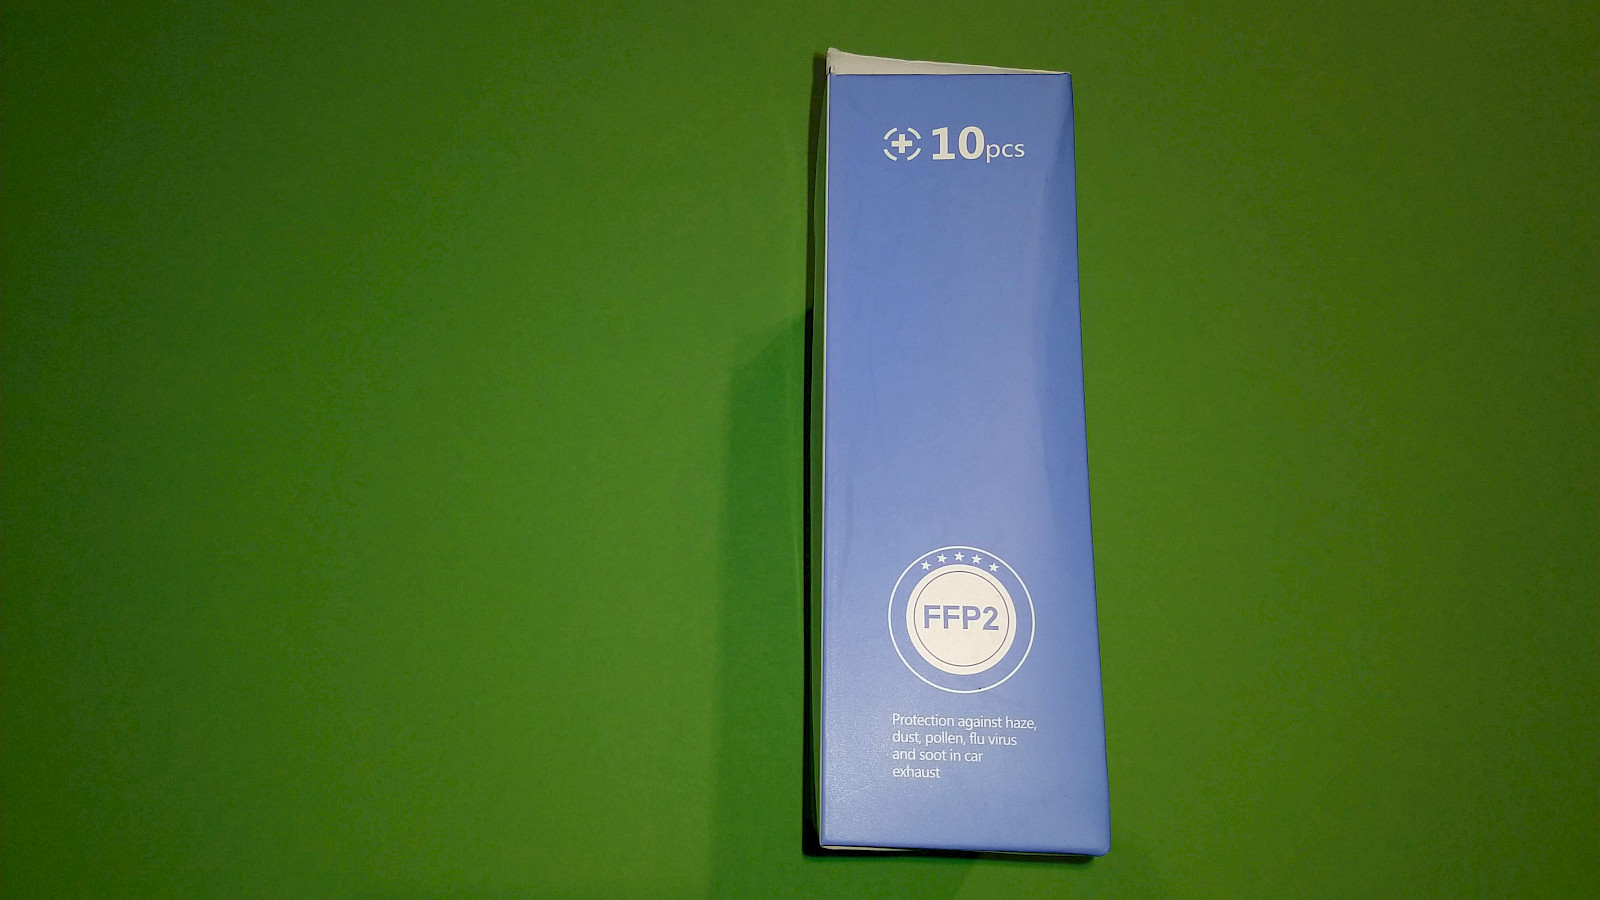 10pcs
FFP2
Protection against haze,
dust, pollen, flu virus
and soot in car
exhaust